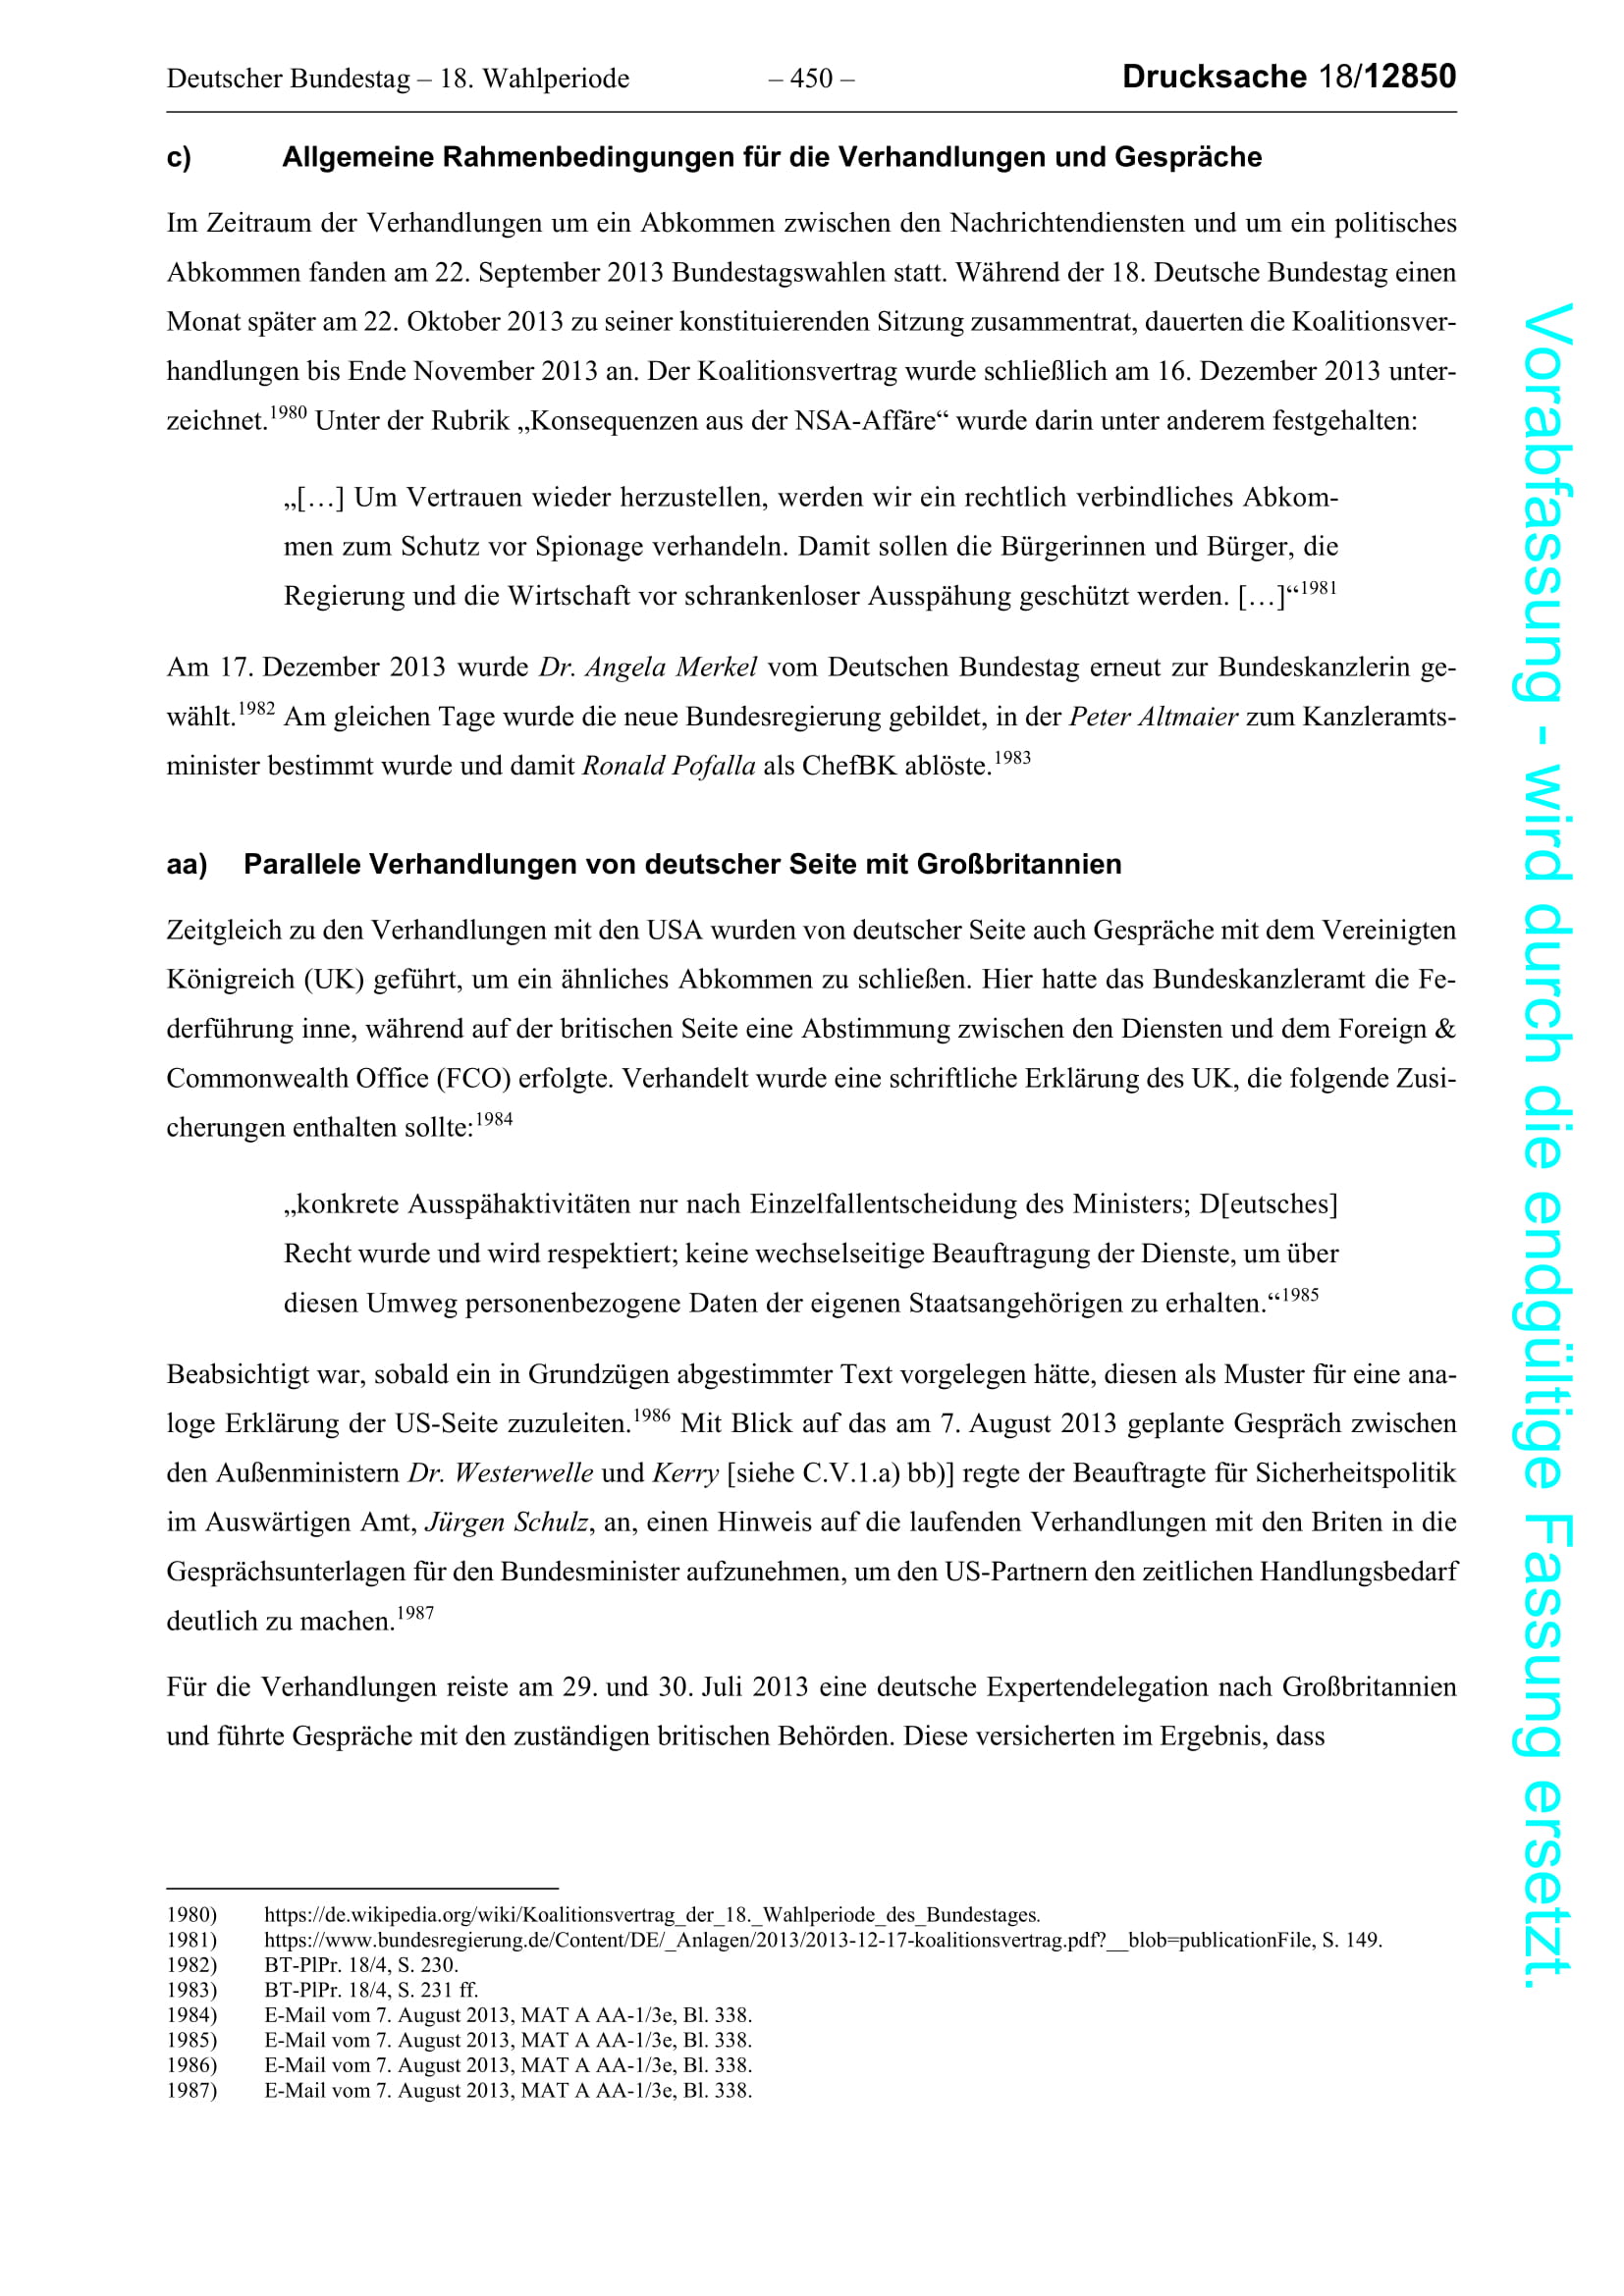 Deutscher Bundestag – 18. Wahlperiode – 450 – Drucksache 18/12850
c) Allgemeine Rahmenbedingungen für die Verhandlungen und Gespräche
Im Zeitraum der Verhandlungen um ein Abkommen zwischen den Nachrichtendiensten und um ein politisches
Abkommen fanden am 22. September 2013 Bundestagswahlen statt. Während der 18. Deutsche Bundestag einen
Monat später am 22. Oktober 2013 zu seiner konstituierenden Sitzung zusammentrat, dauerten die Koalitionsver-
handlungen bis Ende November 2013 an. Der Koalitionsvertrag wurde schließlich am 16. Dezember 2013 unter-
zeichnet.1980 Unter der Rubrik „Konsequenzen aus der NSA-Affäre“ wurde darin unter anderem festgehalten:
„[…] Um Vertrauen wieder herzustellen, werden wir ein rechtlich verbindliches Abkom-
men zum Schutz vor Spionage verhandeln. Damit sollen die Bürgerinnen und Bürger, die
Regierung und die Wirtschaft vor schrankenloser Ausspähung geschützt werden. […]“1981
Am 17. Dezember 2013 wurde Dr. Angela Merkel vom Deutschen Bundestag erneut zur Bundeskanzlerin ge-
wählt.1982 Am gleichen Tage wurde die neue Bundesregierung gebildet, in der Peter Altmaier zum Kanzleramts-
minister bestimmt wurde und damit Ronald Pofalla als ChefBK ablöste.1983
aa) Parallele Verhandlungen von deutscher Seite mit Großbritannien
Zeitgleich zu den Verhandlungen mit den USA wurden von deutscher Seite auch Gespräche mit dem Vereinigten
Königreich (UK) geführt, um ein ähnliches Abkommen zu schließen. Hier hatte das Bundeskanzleramt die Fe-
derführung inne, während auf der britischen Seite eine Abstimmung zwischen den Diensten und dem Foreign &
Commonwealth Office (FCO) erfolgte. Verhandelt wurde eine schriftliche Erklärung des UK, die folgende Zusi-
cherungen enthalten sollte:1984
„konkrete Ausspähaktivitäten nur nach Einzelfallentscheidung des Ministers; D[eutsches]
Recht wurde und wird respektiert; keine wechselseitige Beauftragung der Dienste, um über
diesen Umweg personenbezogene Daten der eigenen Staatsangehörigen zu erhalten.“1985
Beabsichtigt war, sobald ein in Grundzügen abgestimmter Text vorgelegen hätte, diesen als Muster für eine ana-
loge Erklärung der US-Seite zuzuleiten.1986 Mit Blick auf das am 7. August 2013 geplante Gespräch zwischen
den Außenministern Dr. Westerwelle und Kerry [siehe C.V.1.a) bb)] regte der Beauftragte für Sicherheitspolitik
im Auswärtigen Amt, Jürgen Schulz, an, einen Hinweis auf die laufenden Verhandlungen mit den Briten in die
Gesprächsunterlagen für den Bundesminister aufzunehmen, um den US-Partnern den zeitlichen Handlungsbedarf
deutlich zu machen.1987
Für die Verhandlungen reiste am 29. und 30. Juli 2013 eine deutsche Expertendelegation nach Großbritannien
und führte Gespräche mit den zuständigen britischen Behörden. Diese versicherten im Ergebnis, dass
1980) https://de.wikipedia.org/wiki/Koalitionsvertrag_der_18._Wahlperiode_des_Bundestages.
1981) https://www.bundesregierung.de/Content/DE/_Anlagen/2013/2013-12-17-koalitionsvertrag.pdf?__blob=publicationFile, S. 149.
1982) BT-PlPr. 18/4, S. 230.
1983) BT-PlPr. 18/4, S. 231 ff.
1984) E-Mail vom 7. August 2013, MAT A AA-1/3e, Bl. 338.
1985) E-Mail vom 7. August 2013, MAT A AA-1/3e, Bl. 338.
1986) E-Mail vom 7. August 2013, MAT A AA-1/3e, Bl. 338.
1987) E-Mail vom 7. August 2013, MAT A AA-1/3e, Bl. 338.
Vorabfassung - wird durch die endgültige Fassung ersetzt.